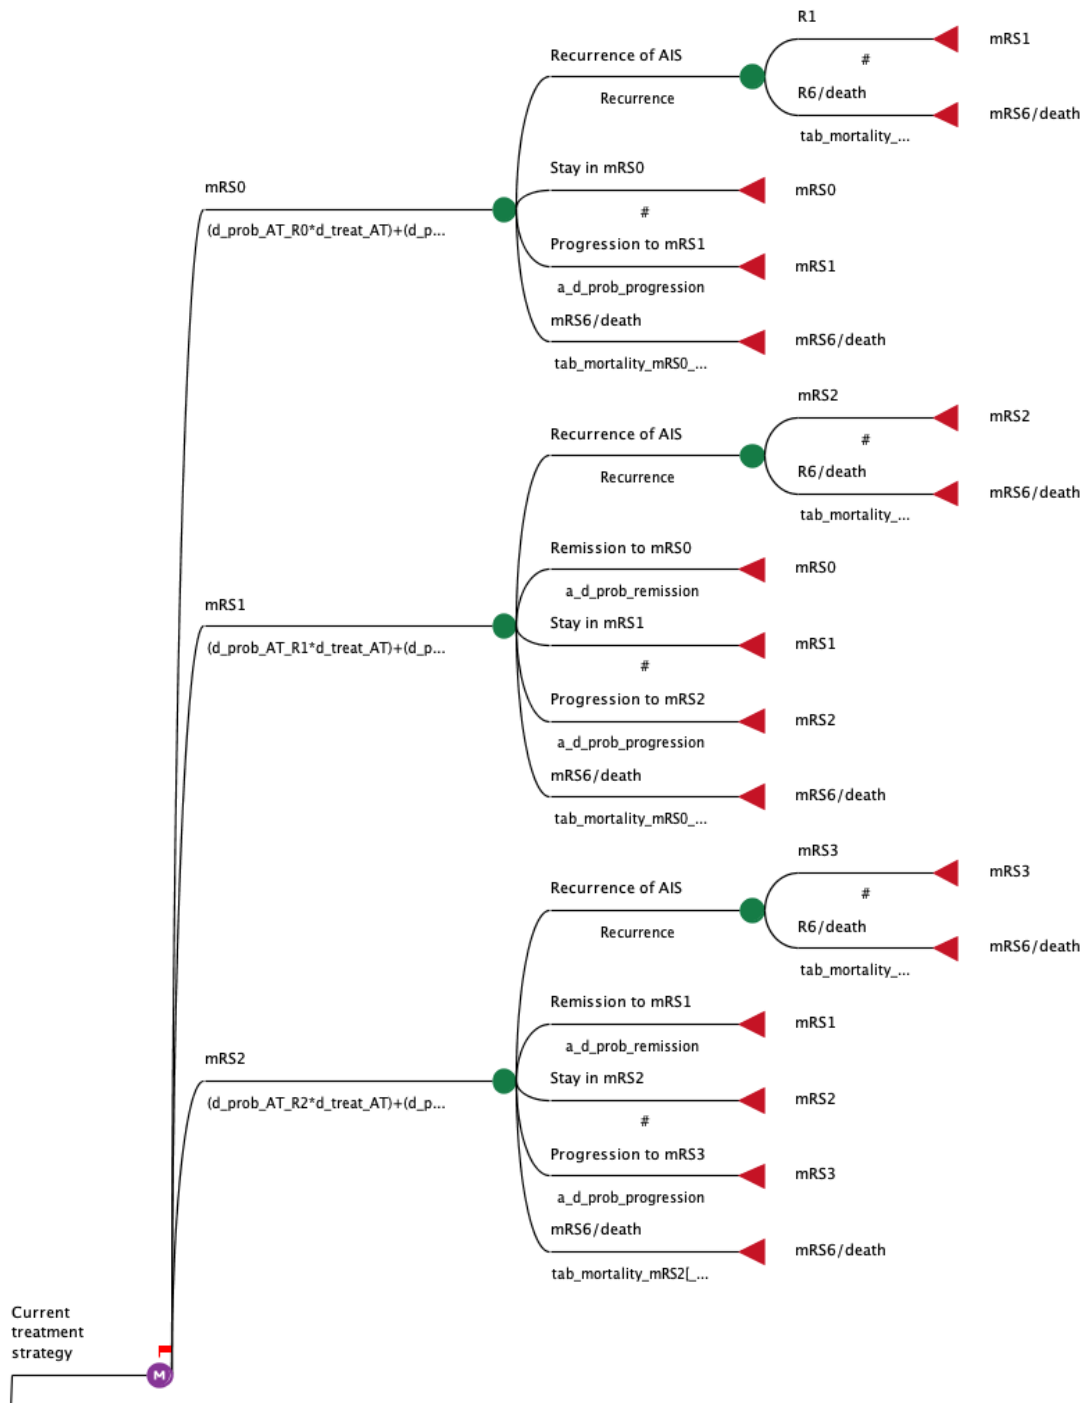 R1
mRS1
#
Recurrence of AIS
Recurrence
R6/death
mRS6/death
tab_mortality_...
Stay in mRS0
mRS0
#
mRS0
(d_prob_AT_R0*d_treat_AT)+(d_p...
Progression to mRS1
mRS1
a_d_prob_progression
mRS6/death
mRS6/death
tab_mortality_mRS0_...
mRS2
mRS2
#
Recurrence of AIS
Recurrence
R6/death
mRS6/death
tab_mortality_...
Remission to mRS0
mRS0
a_d_prob_remission
mRS1
(d_prob_AT_R1*d_treat_AT)+(d_p...
Stay in mRS1
mRS1
#
Progression to mRS2
mRS2
a_d_prob_progression
mRS6/death
mRS6/death
tab_mortality_mRS0_...
mRS3
mRS3
#
Recurrence of AIS
Recurrence
R6/death
mRS6/death
tab_mortality_...
Remission to mRS1
mRS1
a_d_prob_remission
mRS2
(d_prob_AT_R2*d_treat_AT)+(d_p...
Stay in mRS2
mRS2
#
Progression to mRS3
mRS3
a_d_prob_progression
mRS6/death
mRS6/death
tab_mortality_mRS2[_...
Current
treatment
strategy
M